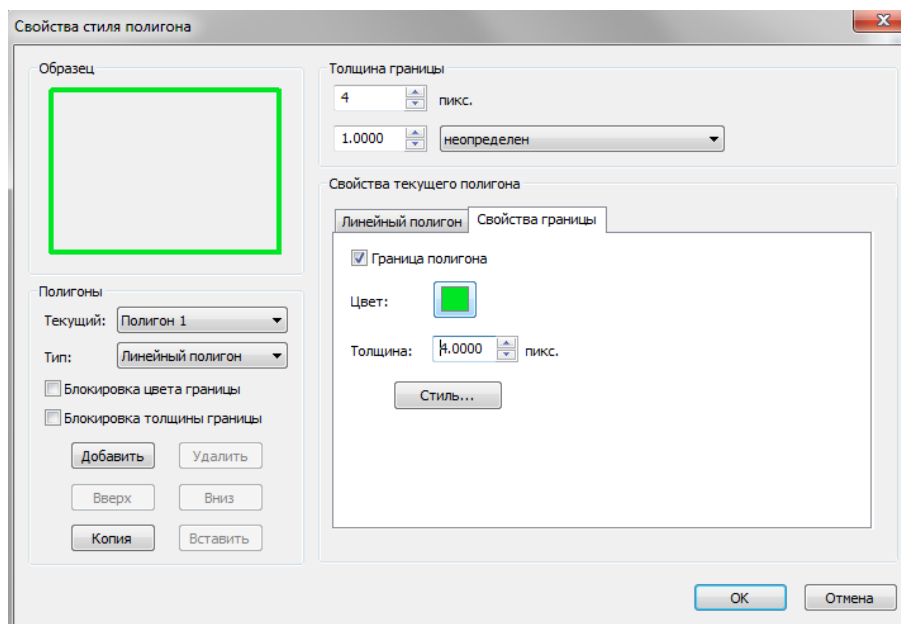 Свойства стиля полигона
Образец
Толщина границы
4 пикс.
1.0000 неопределен
Свойства текущего полигона
Линейный полигон Свойства границы
Граница полигона
Цвет:
Толщина: 4.0000 пикс.
Стиль...
Полигоны
Текущий: Полигон 1
Тип: Линейный полигон
Блокировка цвета границы
Блокировка толщины границы
Добавить Удалить
Вверх Вниз
Копия Вставить
OK Отмена